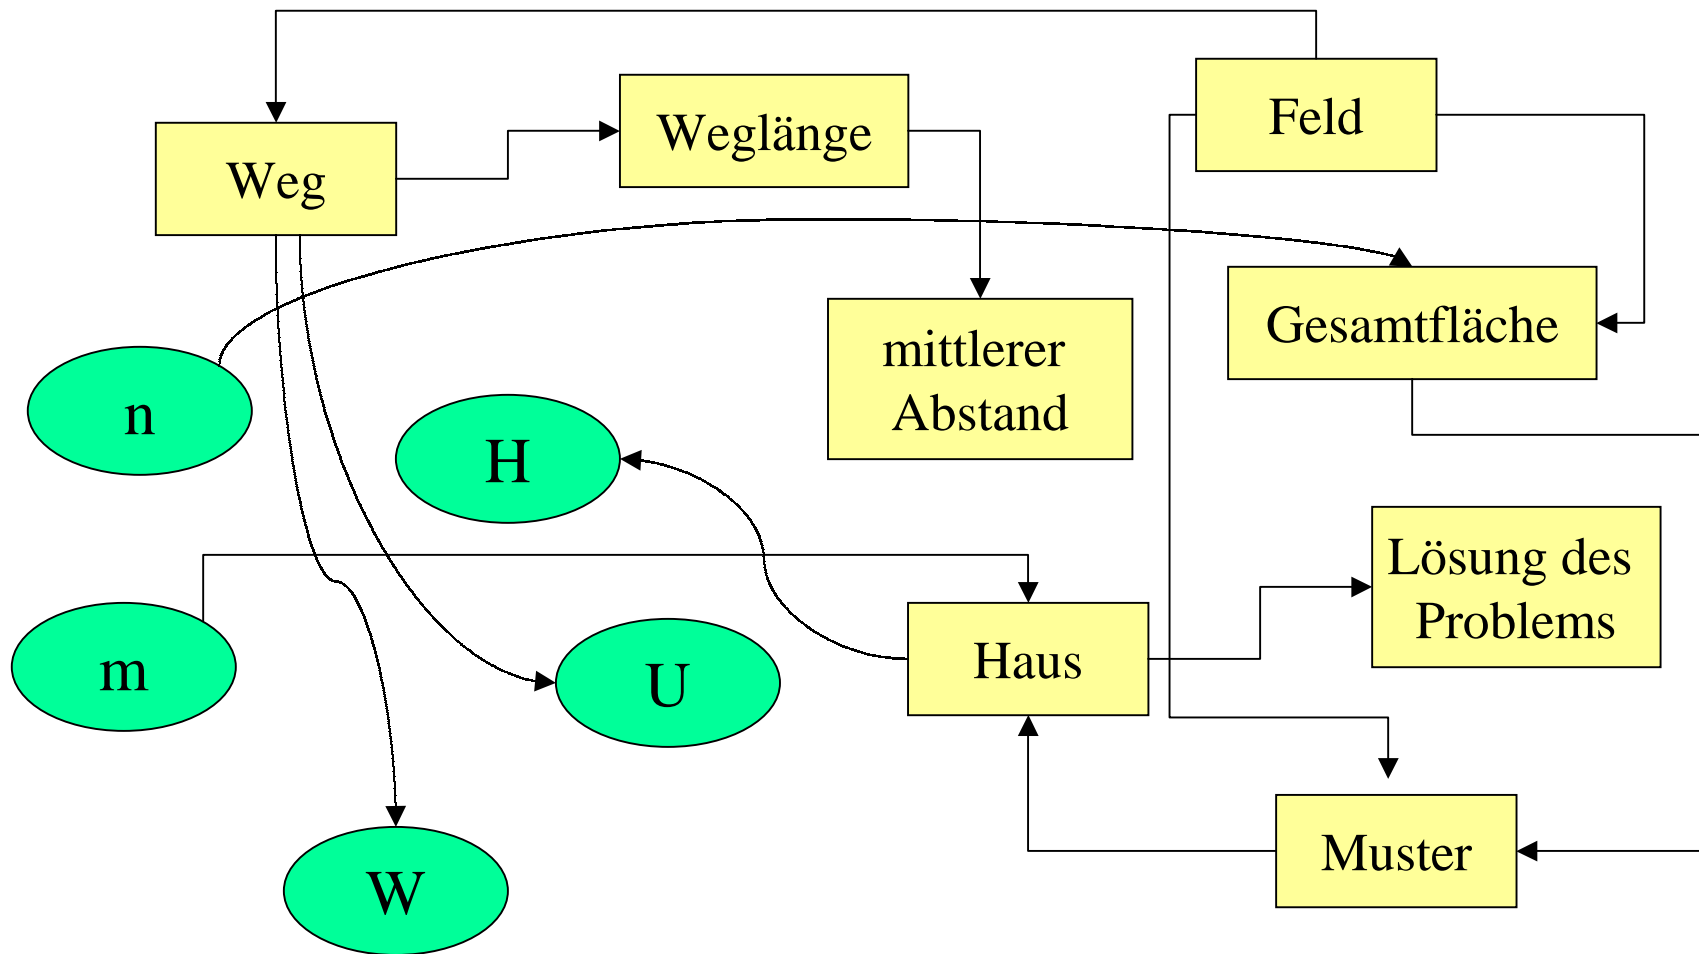 Weglänge
Feld
Weg
Gesamtfläche
mittlerer
Abstand
n
H
Lösung des
Problems
m
U
Haus
Muster
W